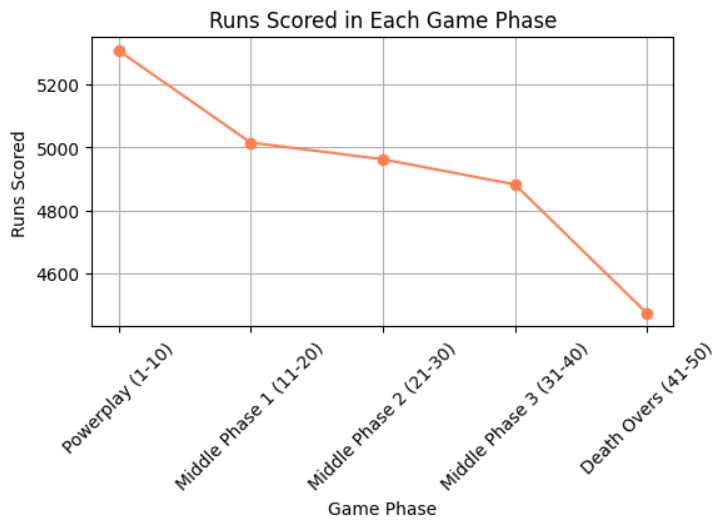 Runs Scored in Each Game Phase
Runs Scored
5200
5000
4800
4600
Powerplay (1-10)
Middle Phase 1 (11-20)
Middle Phase 2 (21-30)
Middle Phase 3 (31-40)
Death Overs (41-50)
Game Phase